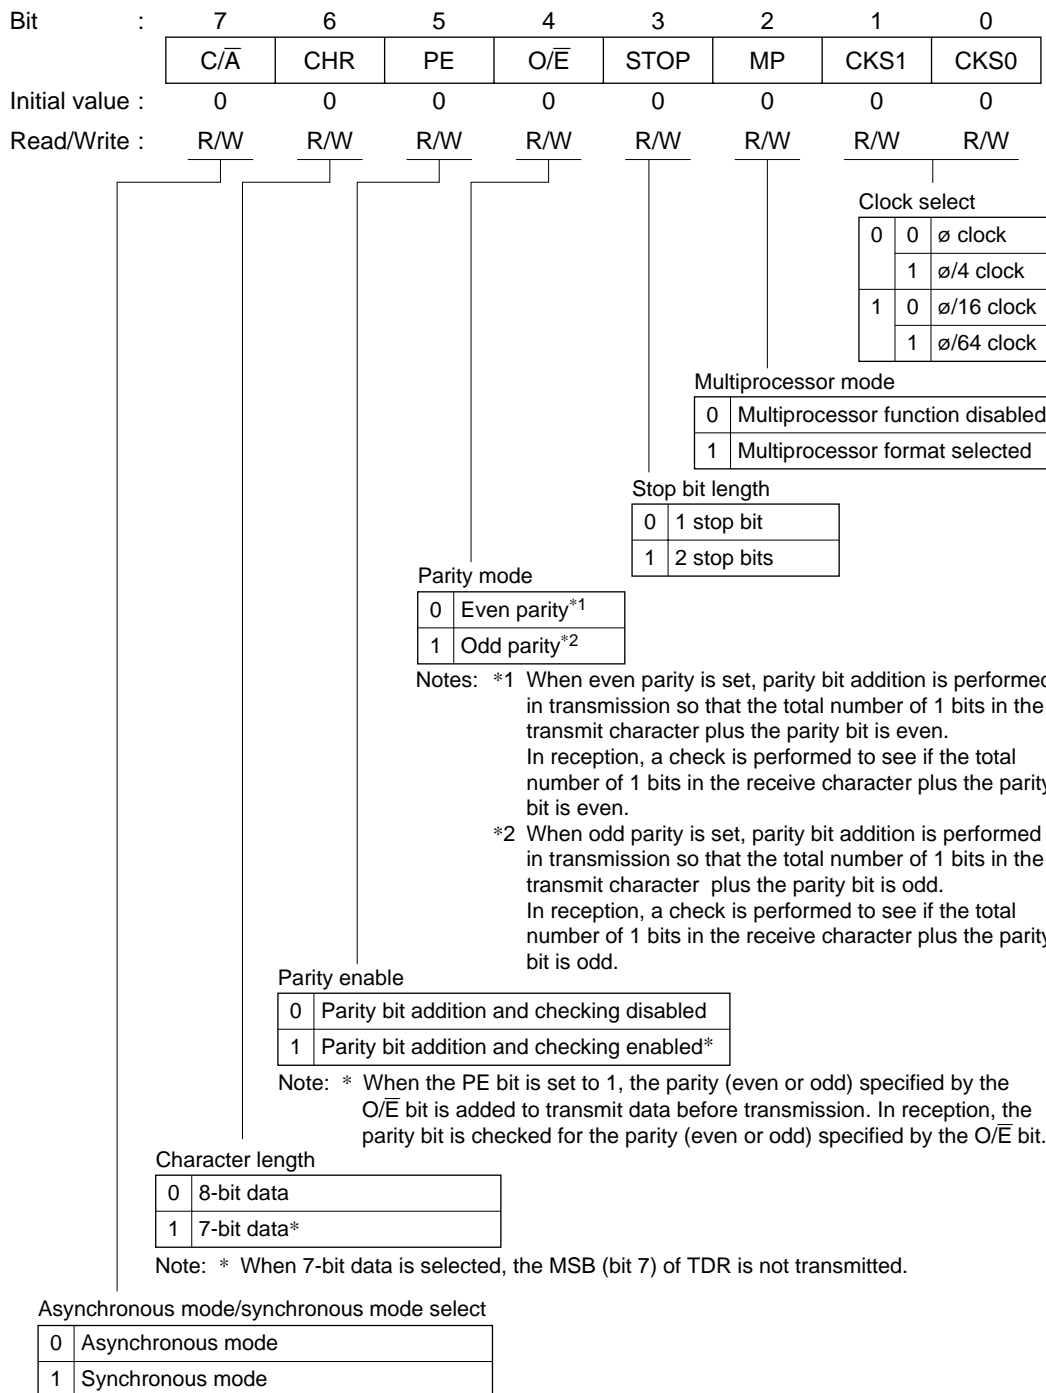 Bit : 7 6 5 4 3 2 1 0
C/A̅ CHR PE O/E̅ STOP MP CKS1 CKS0
Initial value : 0 0 0 0 0 0 0 0
Read/Write : R/W R/W R/W R/W R/W R/W R/W R/W
Clock select
0 0 ø clock
1 ø/4 clock
1 0 ø/16 clock
1 ø/64 clock
Multiprocessor mode
0 Multiprocessor function disabled
1 Multiprocessor format selected
Stop bit length
0 1 stop bit
1 2 stop bits
Parity mode
0 Even parity*1
1 Odd parity*2
Notes: *1 When even parity is set, parity bit addition is performed
in transmission so that the total number of 1 bits in the
transmit character plus the parity bit is even.
In reception, a check is performed to see if the total
number of 1 bits in the receive character plus the parity
bit is even.
*2 When odd parity is set, parity bit addition is performed
in transmission so that the total number of 1 bits in the
transmit character plus the parity bit is odd.
In reception, a check is performed to see if the total
number of 1 bits in the receive character plus the parity
bit is odd.
Parity enable
0 Parity bit addition and checking disabled
1 Parity bit addition and checking enabled*
Note: * When the PE bit is set to 1, the parity (even or odd) specified by the
O/E̅ bit is added to transmit data before transmission. In reception, the
parity bit is checked for the parity (even or odd) specified by the O/E̅ bit.
Character length
0 8-bit data
1 7-bit data*
Note: * When 7-bit data is selected, the MSB (bit 7) of TDR is not transmitted.
Asynchronous mode/synchronous mode select
0 Asynchronous mode
1 Synchronous mode